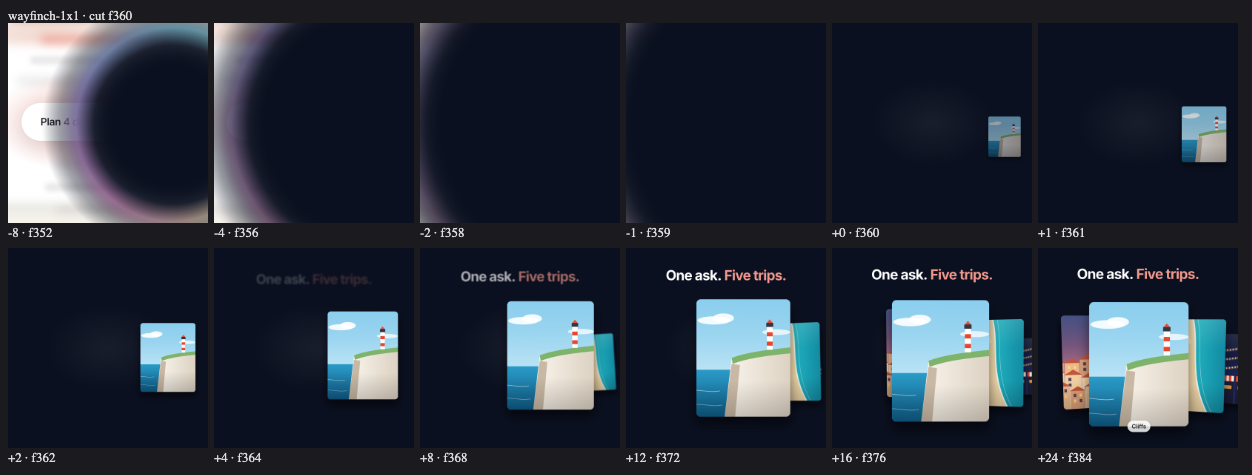 wayfinch-1x1 · cut f360
Plan 4
-8 · f352
-4 · f356
-2 · f358
-1 · f359
+0 · f360
+1 · f361
One ask. Five trips.
One ask. Five trips.
One ask. Five trips.
One ask. Five trips.
One ask. Five trips.
Cliffs
+2 · f362
+4 · f364
+8 · f368
+12 · f372
+16 · f376
+24 · f384